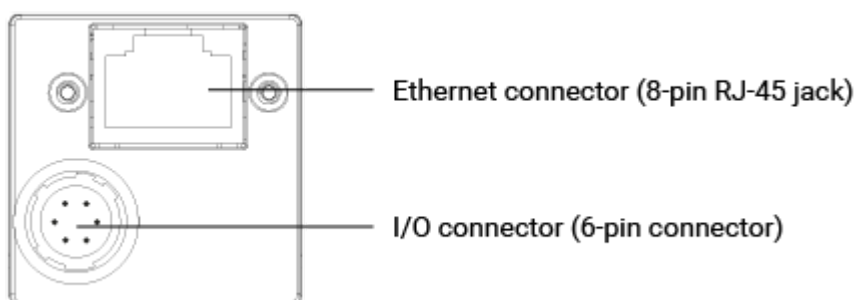 Ethernet connector (8-pin RJ-45 jack)
I/O connector (6-pin connector)